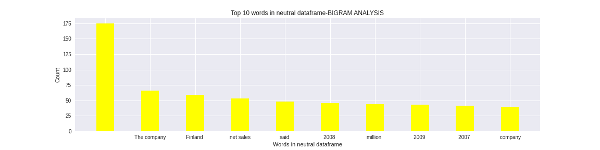 Top 10 words in neutral dataframe-BIGRAM ANALYSIS
175
150
125
100
75
50
25
0
Count
The company Finland net sales said 2008 million 2009 2007 company
Words in neutral dataframe